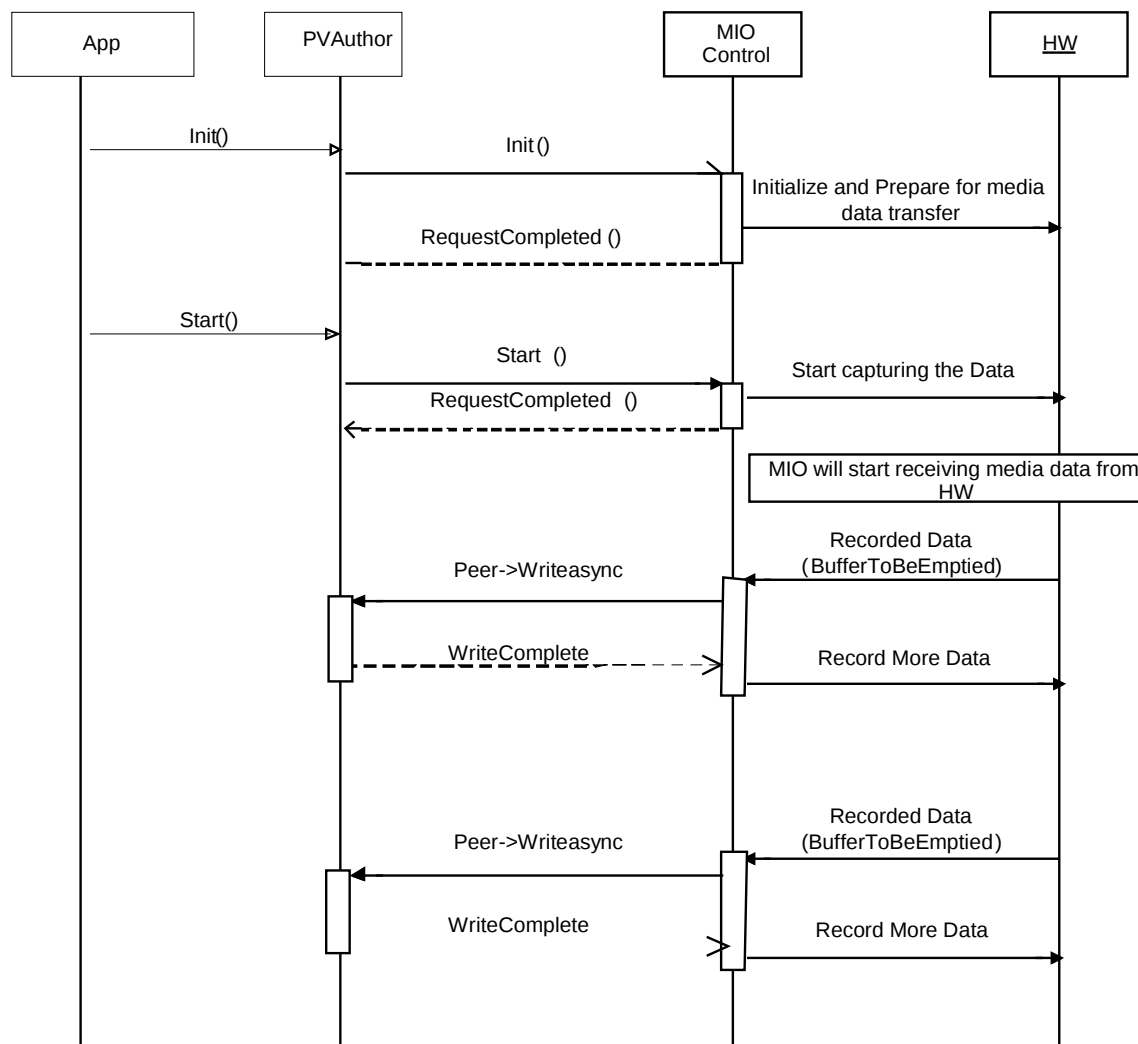 App
PVAuthor
MIO
Control
HW
Init()
Init()
Initialize and Prepare for media
data transfer
RequestCompleted ()
Start()
Start ()
Start capturing the Data
RequestCompleted ()
MIO will start receiving media data from
HW
Recorded Data
(BufferToBeEmptied)
Peer->Writeasync
WriteComplete
Record More Data
Recorded Data
(BufferToBeEmptied)
Peer->Writeasync
WriteComplete
Record More Data